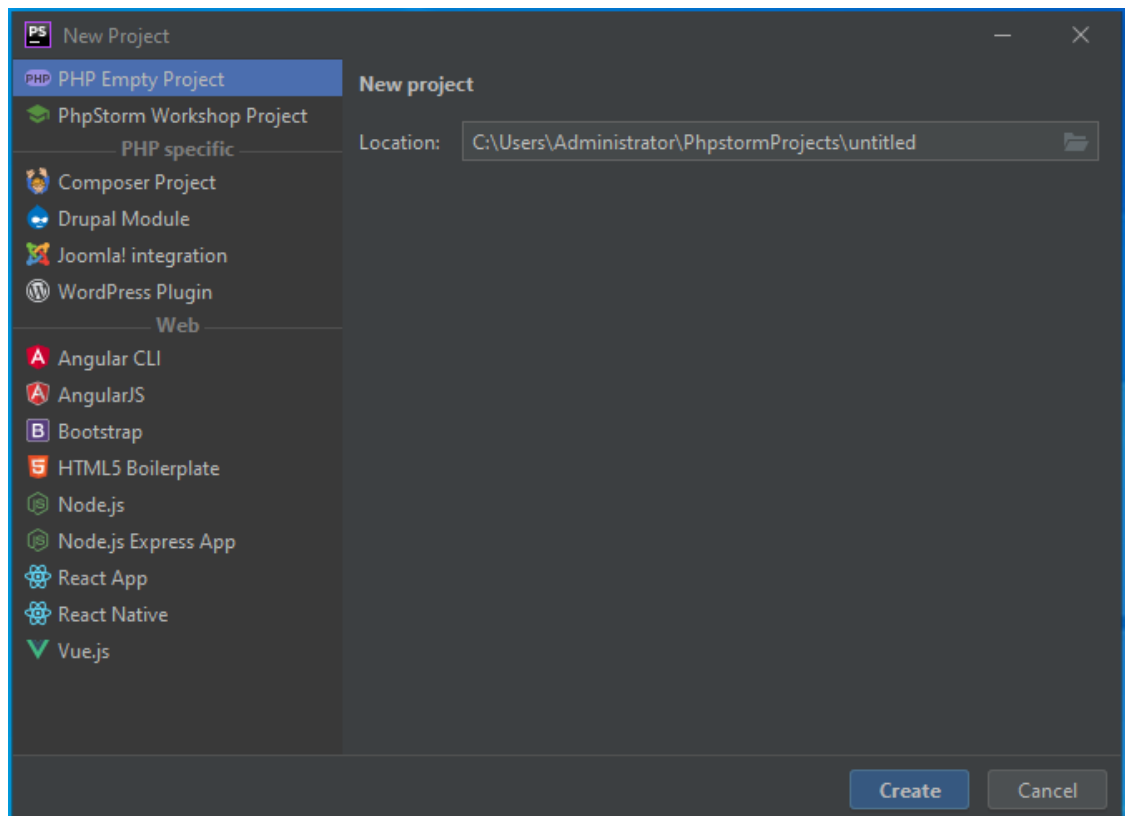 PS New Project
PHP PHP Empty Project
PhpStorm Workshop Project
PHP specific
Composer Project
Drupal Module
Joomla! integration
WordPress Plugin
Web
Angular CLI
AngularJS
B Bootstrap
HTML5 Boilerplate
Node.js
Node.js Express App
React App
React Native
Vue.js
New project
Location: C:\Users\Administrator\PhpstormProjects\untitled
Create Cancel